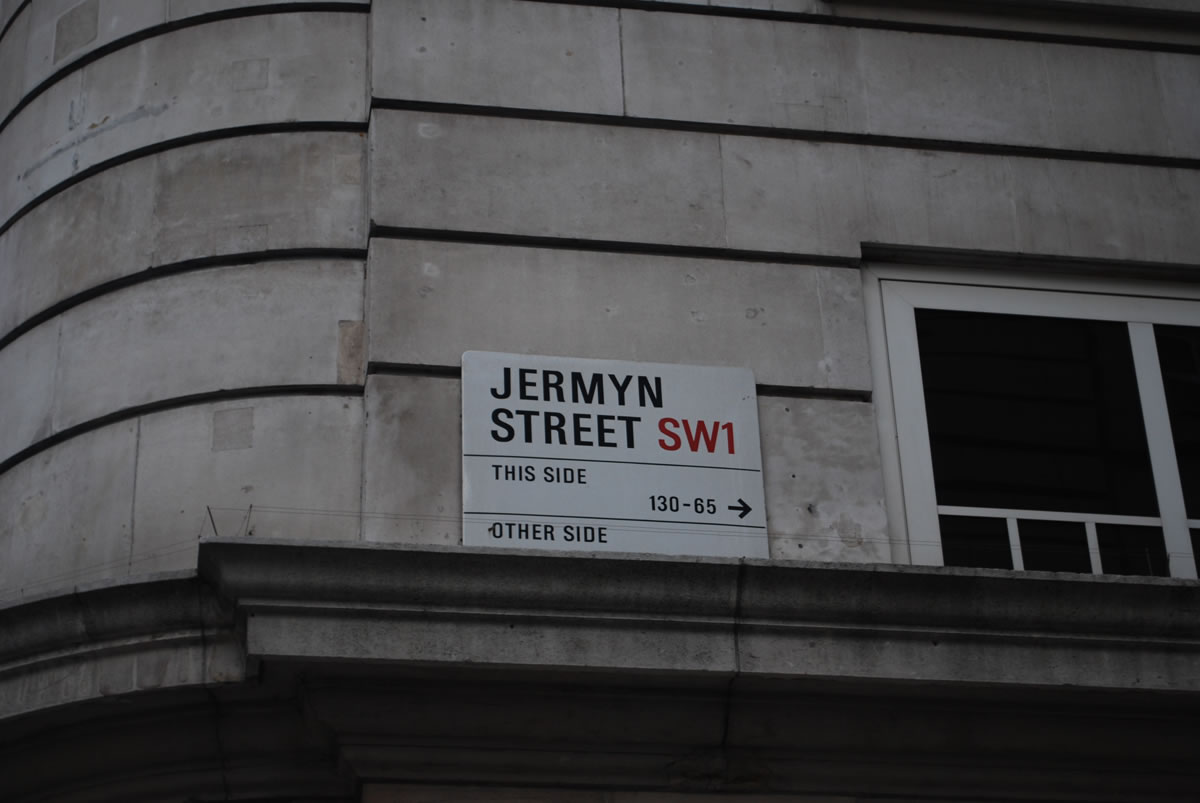 JERMYN
STREET SW1
THIS SIDE
130-65 →
OTHER SIDE